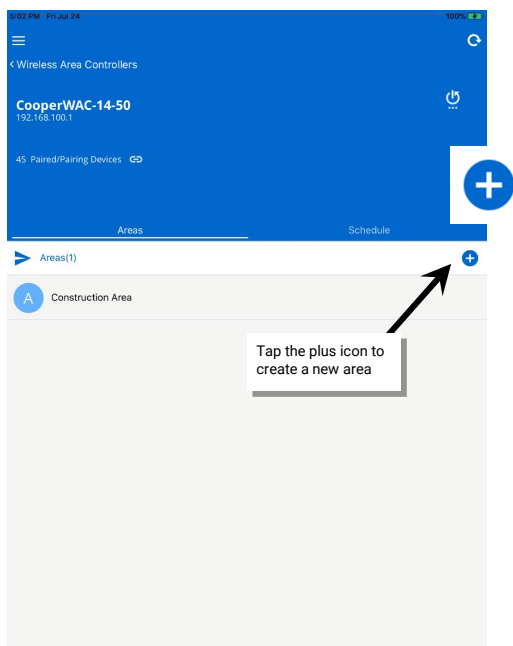 5:02 PM Fri Jul 24 100%
< Wireless Area Controllers
CooperWAC-14-50
192.168.100.1
45 Paired/Pairing Devices
Areas Schedule
Areas(1)
A Construction Area
Tap the plus icon to
create a new area